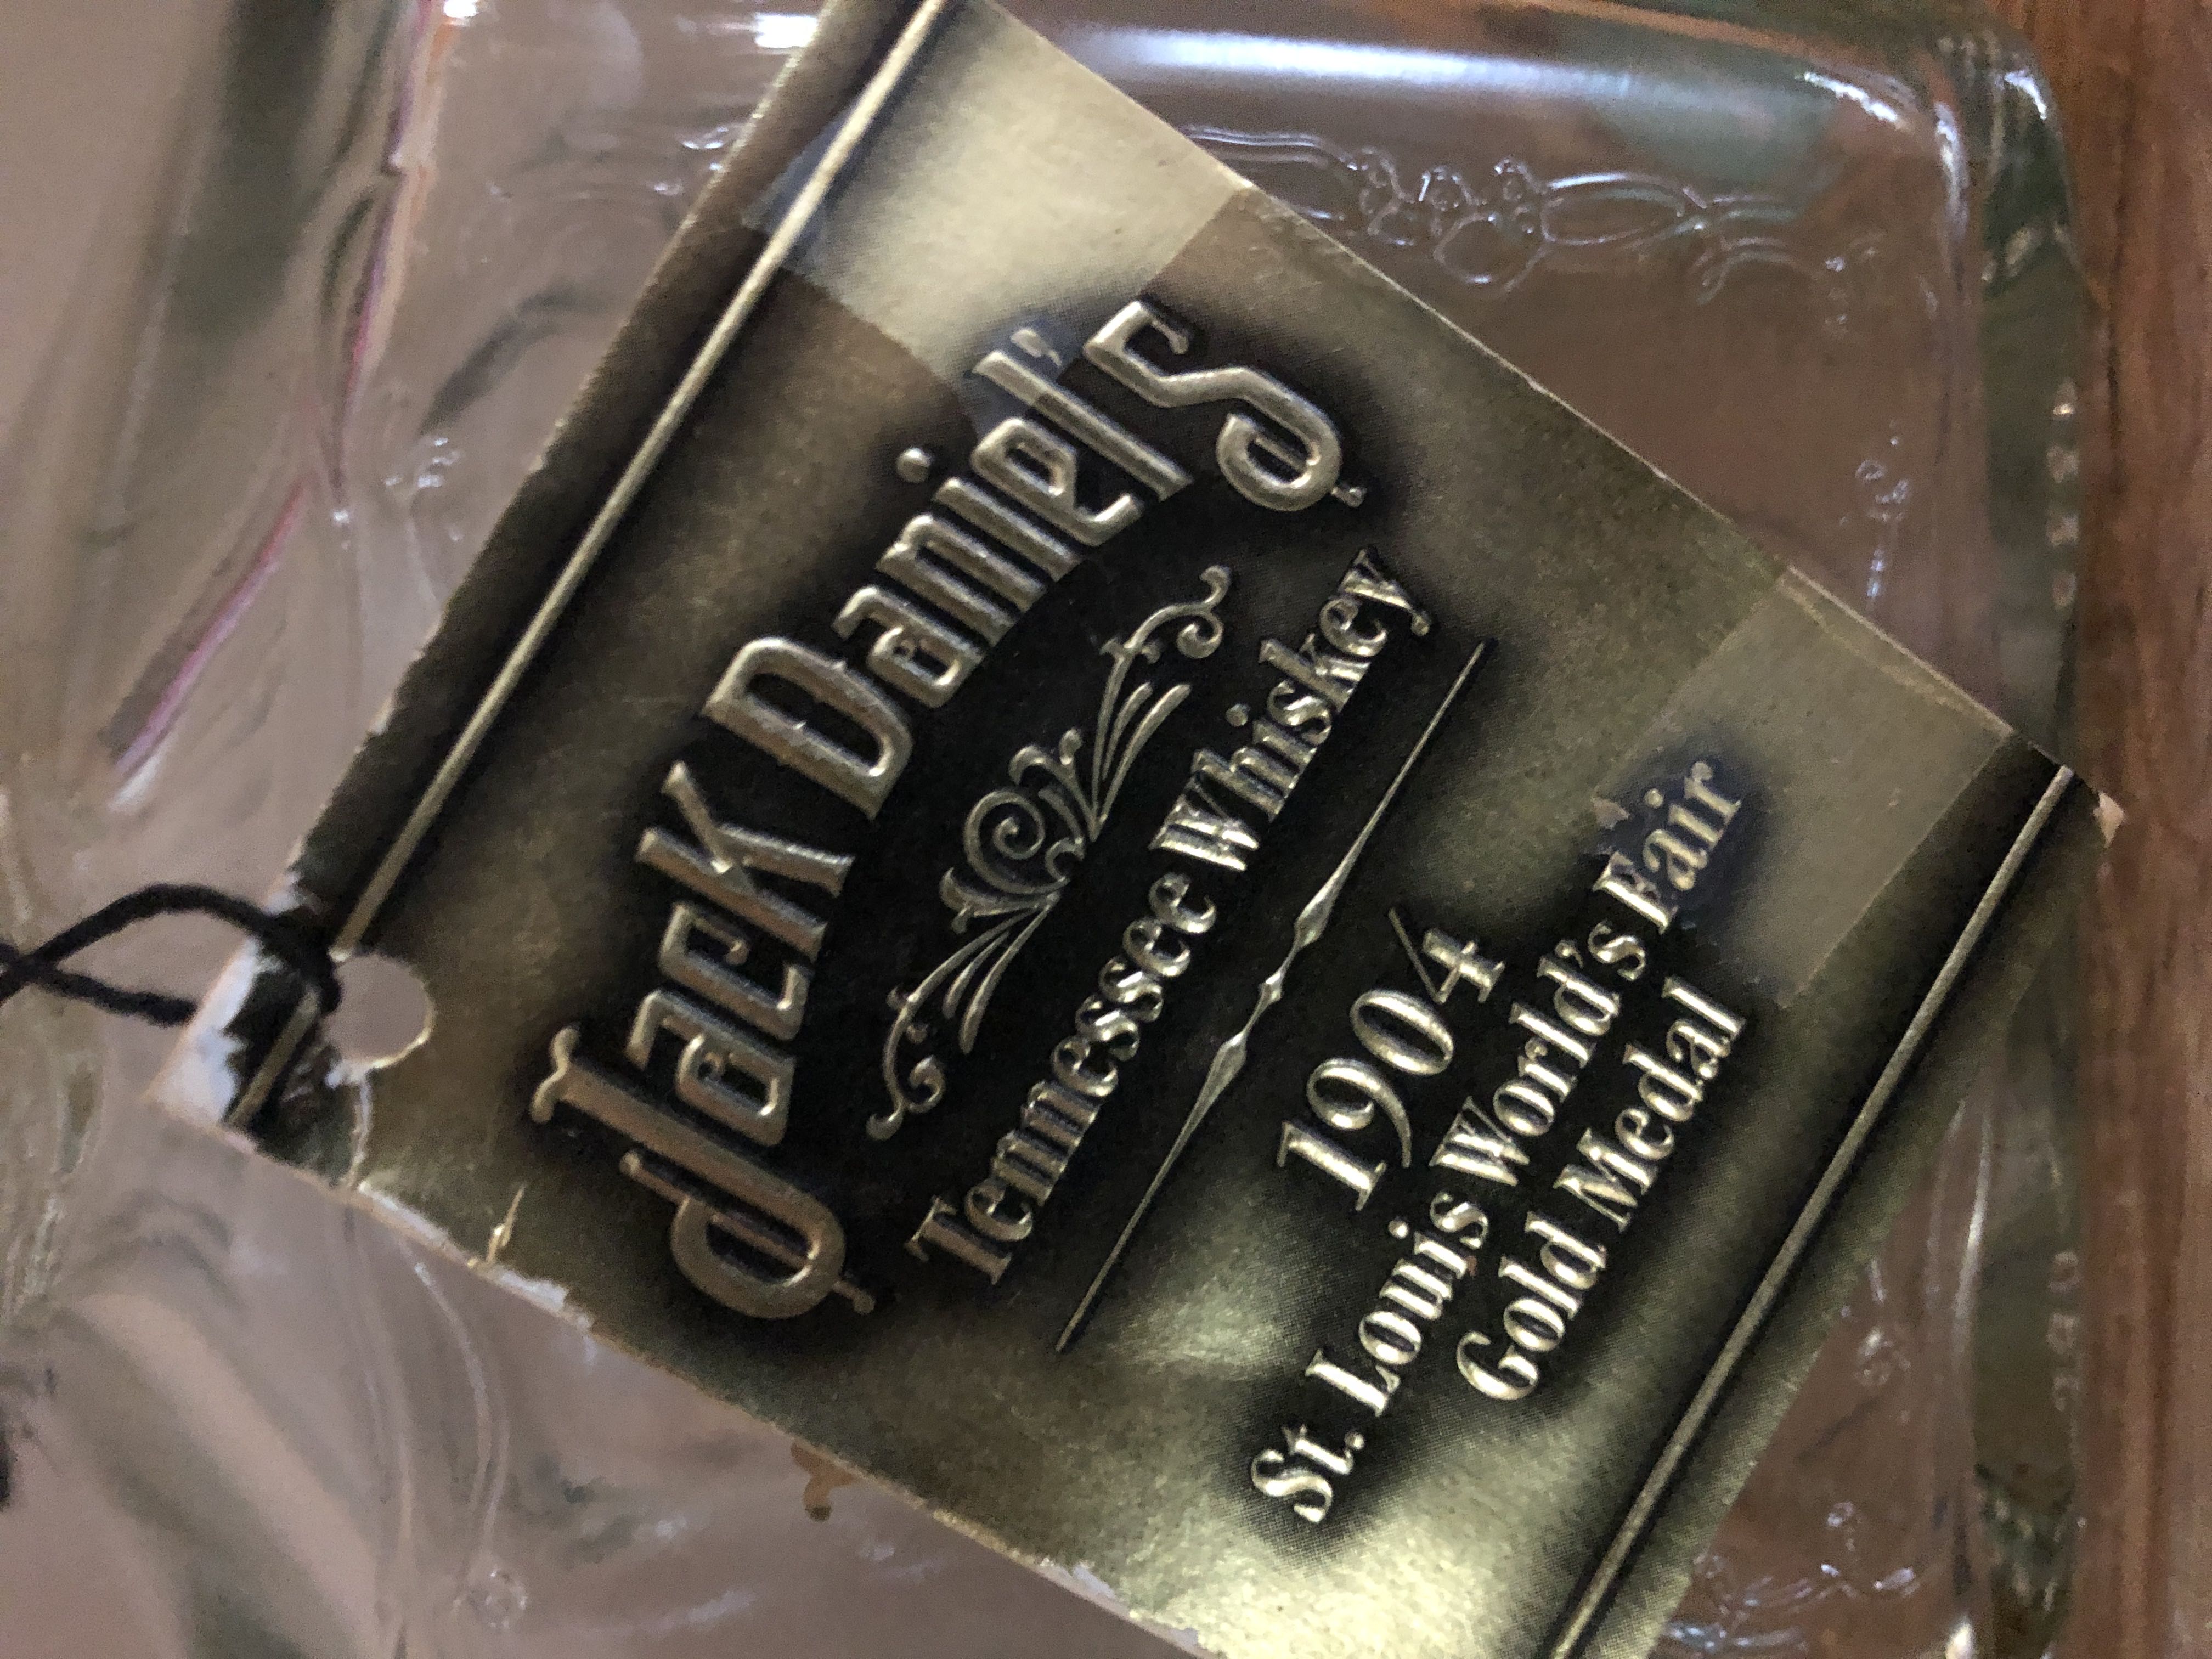 Jack Daniel's
Tennessee Whiskey
1904
St. Louis World's Fair
Gold Medal